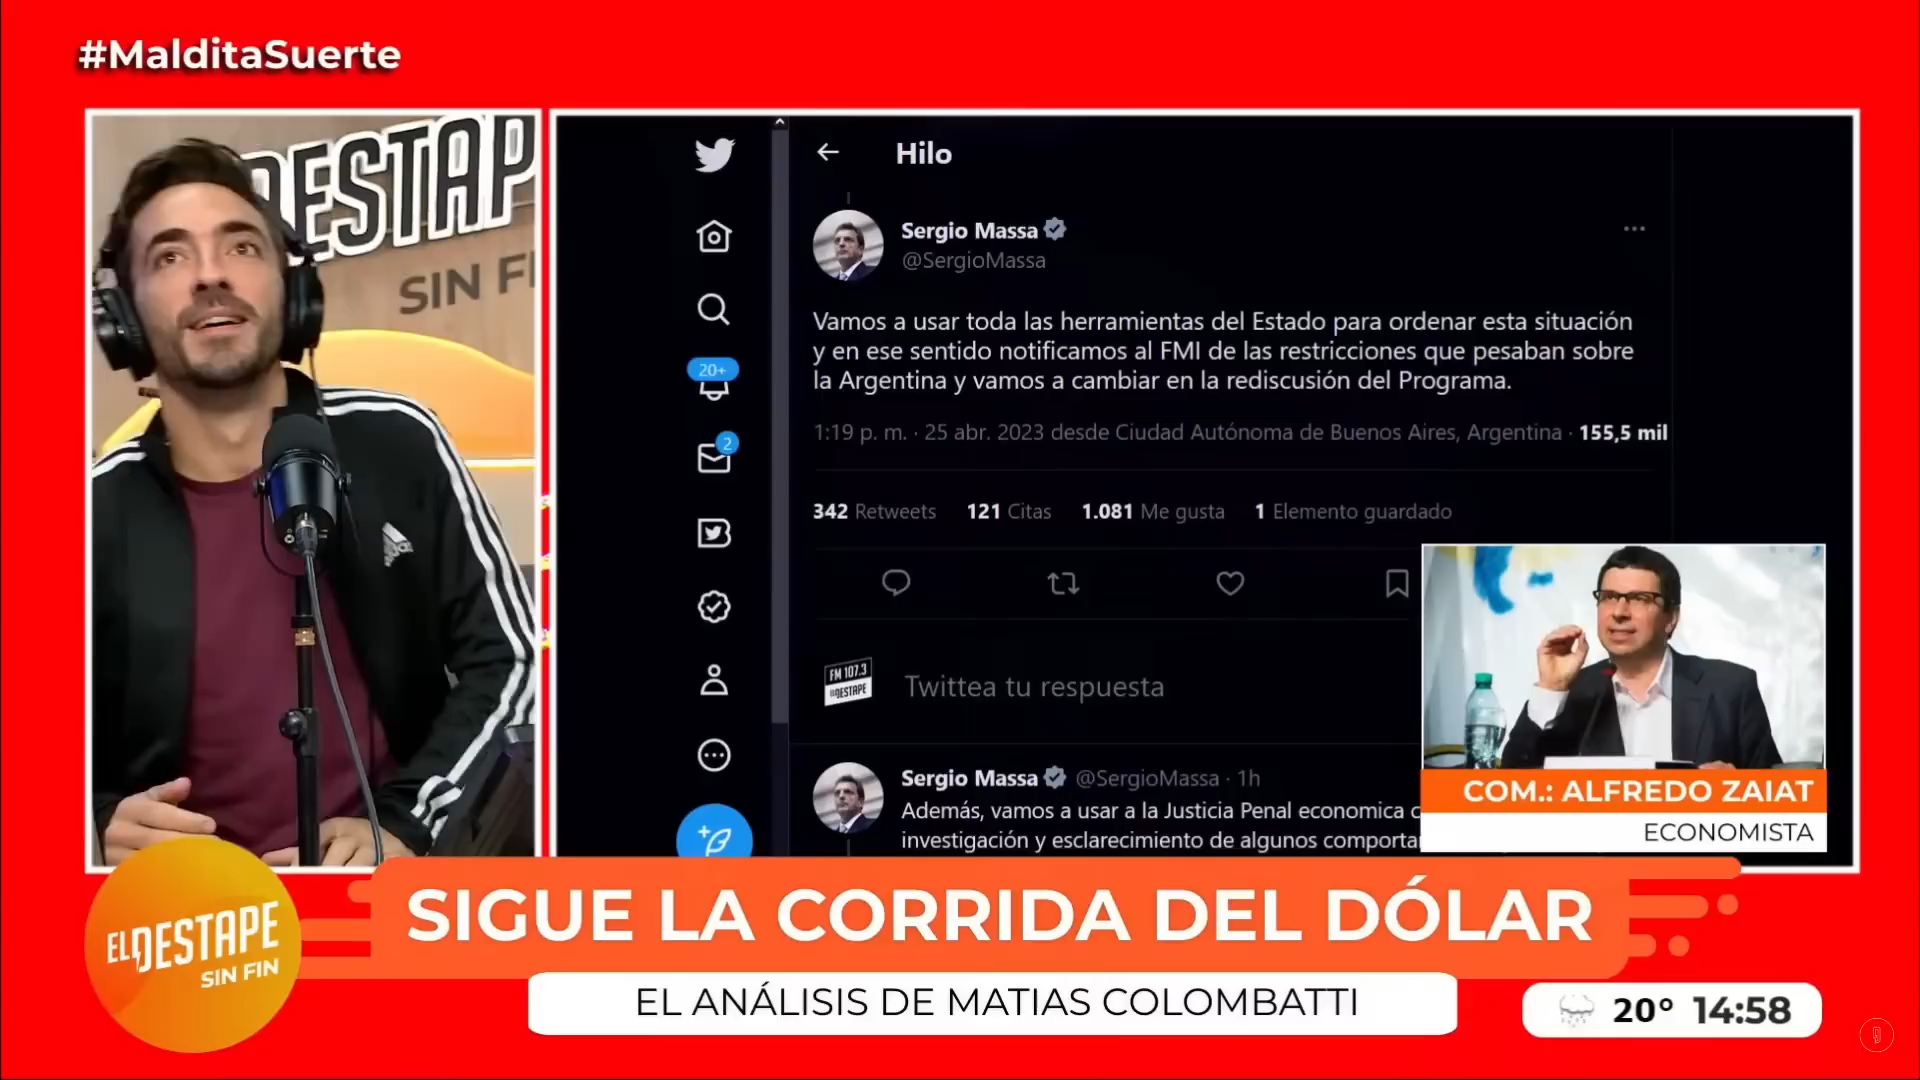 #MalditaSuerte
DESTAP
SIN FI
Hilo
Sergio Massa
@SergioMassa
Vamos a usar toda las herramientas del Estado para ordenar esta situación
y en ese sentido notificamos al FMI de las restricciones que pesaban sobre
la Argentina y vamos a cambiar en la rediscusión del Programa.
1:19 p. m. · 25 abr. 2023 desde Ciudad Autónoma de Buenos Aires, Argentina · 155,5 mil
342 Retweets 121 Citas 1.081 Me gusta 1 Elemento guardado
20+
2
FM 107.3
EL DESTAPE
Twittea tu respuesta
Sergio Massa @SergioMassa · 1h
Además, vamos a usar a la Justicia Penal economica c
investigación y esclarecimiento de algunos comporta
COM.: ALFREDO ZAIAT
ECONOMISTA
SIGUE LA CORRIDA DEL DÓLAR
EL DESTAPE
SIN FIN
EL ANÁLISIS DE MATIAS COLOMBATTI
20° 14:58